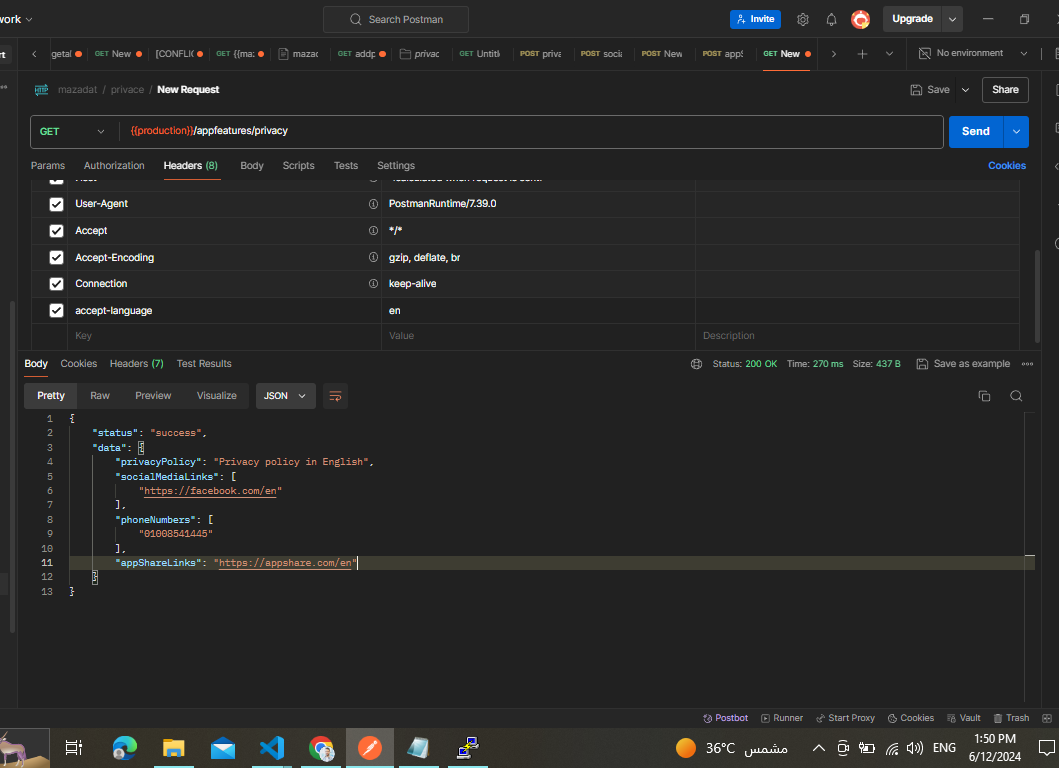 work
Search Postman
Invite
Upgrade
getal
GET New
[CONFLIC
GET {{ma:
mazad
GET addp
privac
GET Untitl
POST priva
POST socia
POST New
POST appS
GET New
No environment
mazadat / privace / New Request
Save
Share
GET
{{production}}/appfeatures/privacy
Send
Params
Authorization
Headers (8)
Body
Scripts
Tests
Settings
Cookies
User-Agent
PostmanRuntime/7.39.0
Accept
*/*
Accept-Encoding
gzip, deflate, br
Connection
keep-alive
accept-language
en
Key
Value
Description
Body
Cookies
Headers (7)
Test Results
Status: 200 OK
Time: 270 ms
Size: 437 B
Save as example
Pretty
Raw
Preview
Visualize
JSON
1 {
2 "status": "success",
3 "data": {
4 "privacyPolicy": "Privacy policy in English",
5 "socialMediaLinks": [
6 "https://facebook.com/en"
7 ],
8 "phoneNumbers": [
9 "01008541445"
10 ],
11 "appShareLinks": "https://appshare.com/en"
12 }
13 }
Postbot
Runner
Start Proxy
Cookies
Vault
Trash
36°C
مشمس
ENG
1:50 PM
6/12/2024